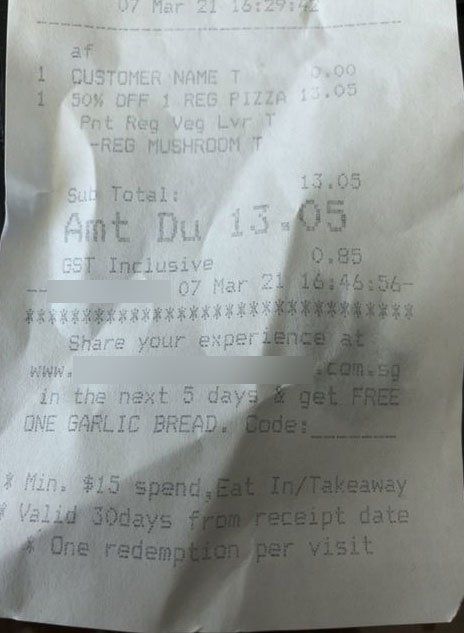 07 Mar 21 16:29:42
af
1 CUSTOMER NAME T 0.00
1 50% OFF 1 REG PIZZA 13.05
Pnt Reg Veg Lvr T
-REG MUSHROOM T
Sub Total: 13.05
Amt Du 13.05
GST Inclusive 0.85
-- 07 Mar 21 16:46:56-
************************************
Share your experience at
www. .com.sg
in the next 5 days & get FREE
ONE GARLIC BREAD. Code:_______
* Min. $15 spend,Eat In/Takeaway
* Valid 30days from receipt date
* One redemption per visit